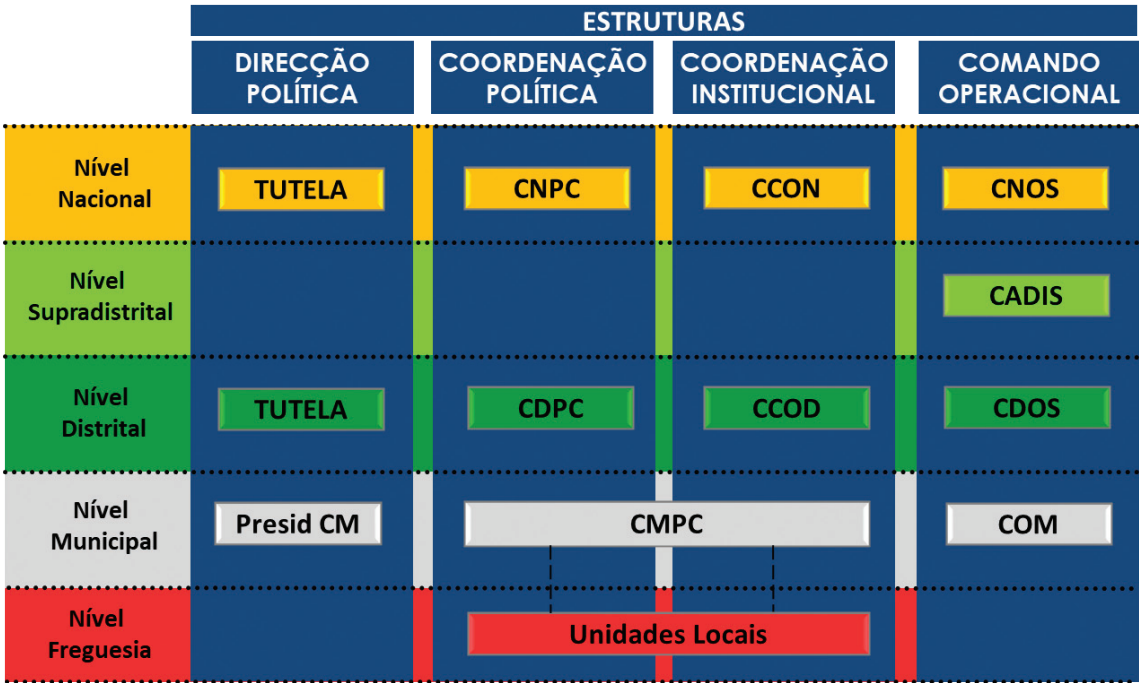 ESTRUTURAS
DIRECÇÃO
POLÍTICA
COORDENAÇÃO
POLÍTICA
COORDENAÇÃO
INSTITUCIONAL
COMANDO
OPERACIONAL
Nível
Nacional
TUTELA
CNPC
CCON
CNOS
Nível
Supradistrital
CADIS
Nível
Distrital
TUTELA
CDPC
CCOD
CDOS
Nível
Municipal
Presid CM
CMPC
COM
Nível
Freguesia
Unidades Locais